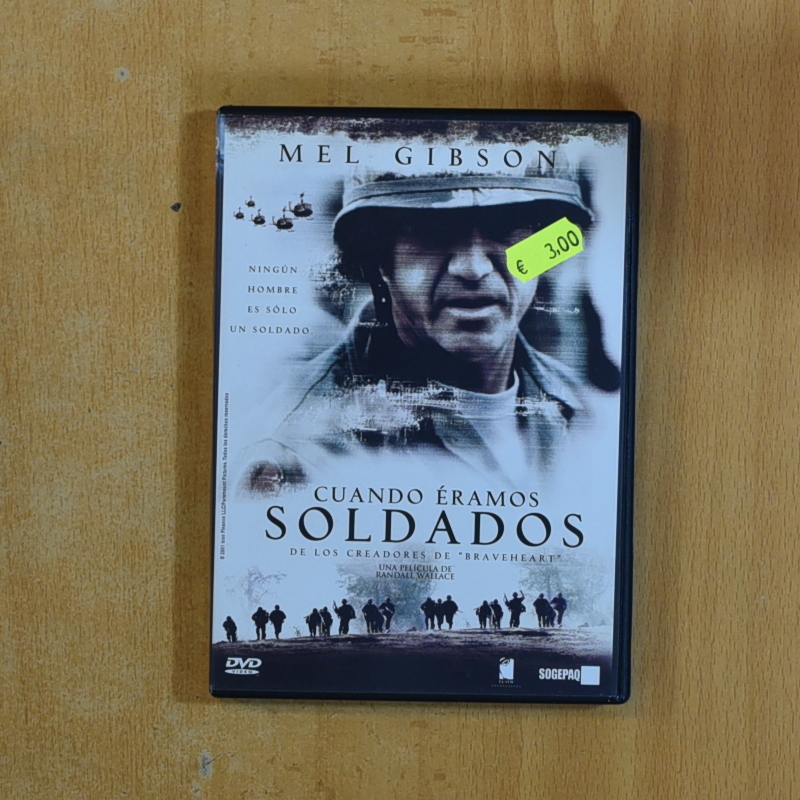 MEL GIBSON
€ 3,00
NINGÚN
HOMBRE
ES SÓLO
UN SOLDADO.
CUANDO ÉRAMOS
SOLDADOS
DE LOS CREADORES DE "BRAVEHEART"
UNA PELÍCULA DE
RANDALL WALLACE
DVD
VIDEO
SOGEPAQ